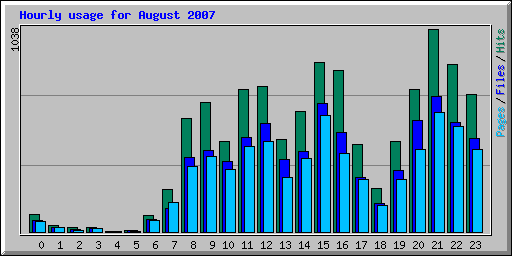 Hourly usage for August 2007
1038
Pages / Files / Hits
0 1 2 3 4 5 6 7 8 9 10 11 12 13 14 15 16 17 18 19 20 21 22 23